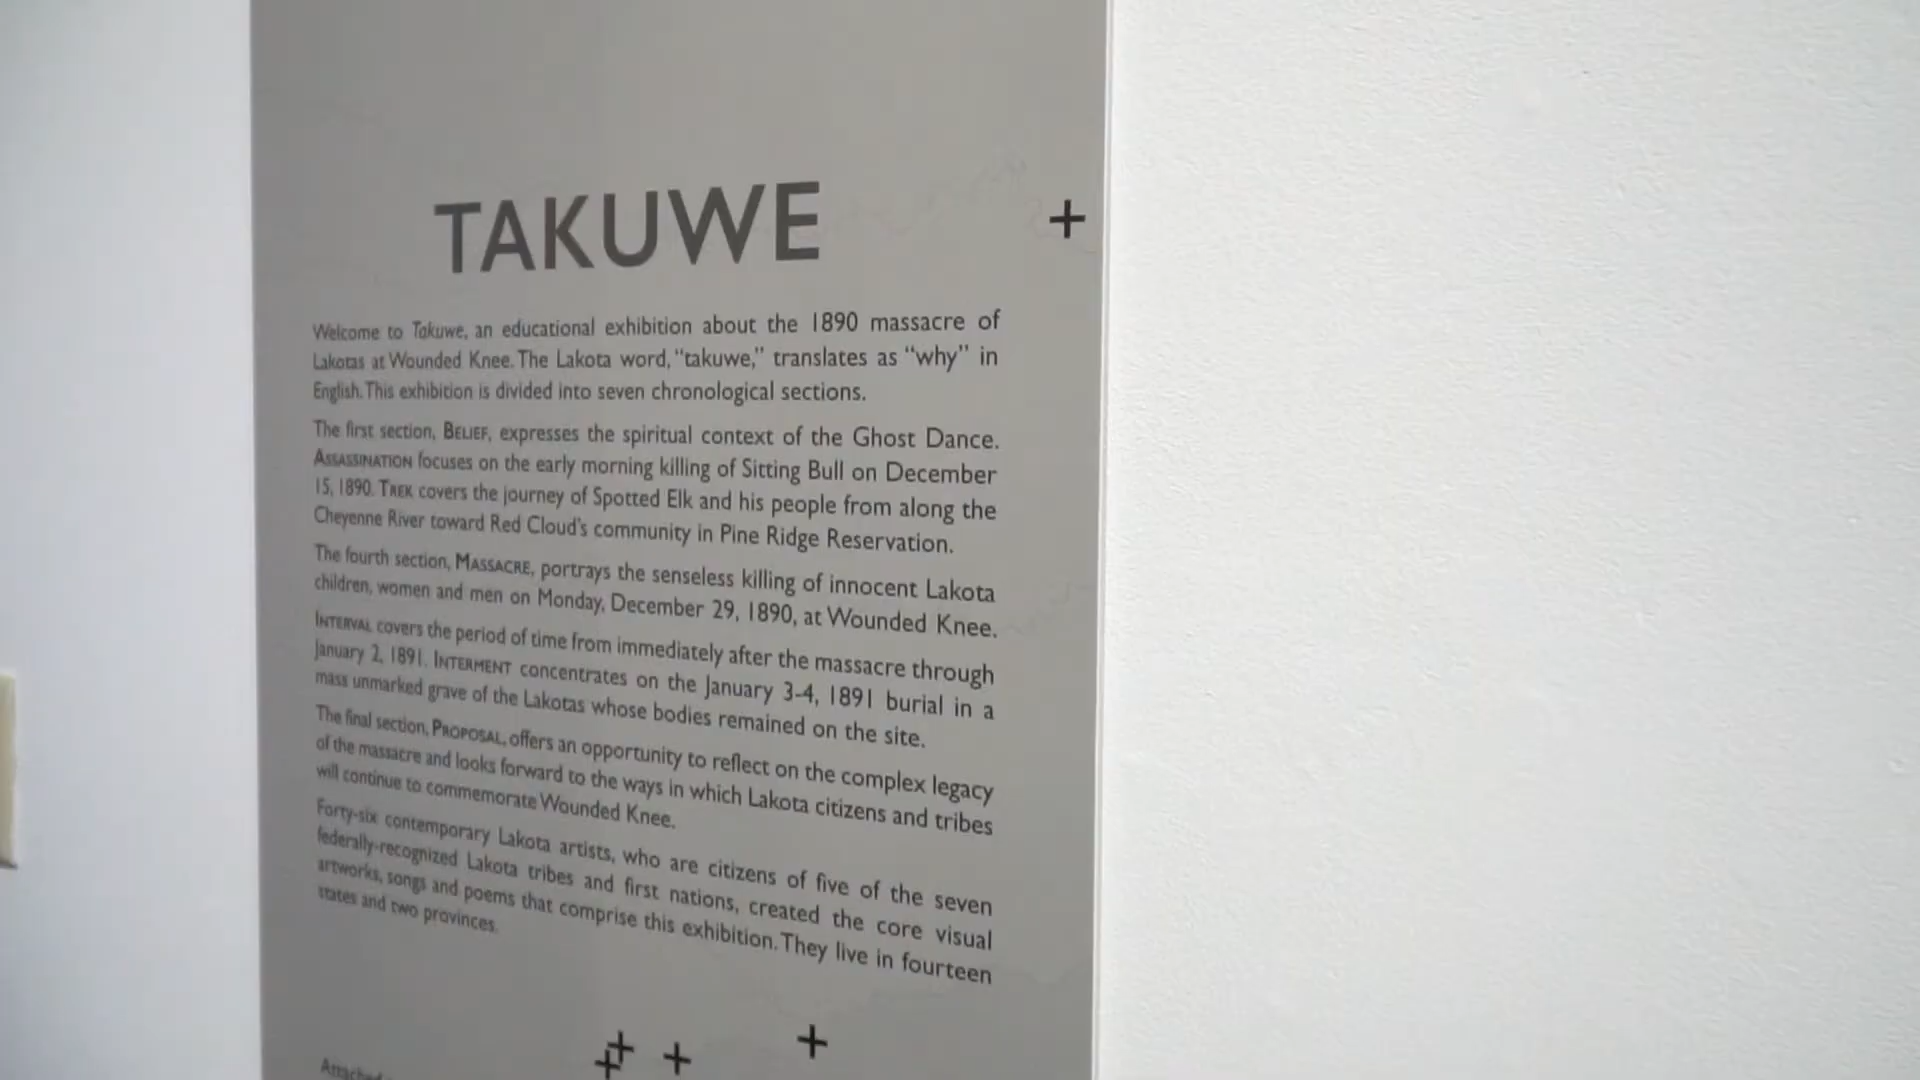 TAKUWE
Welcome to Takuwe, an educational exhibition about the 1890 massacre of
Lakotas at Wounded Knee. The Lakota word, “takuwe,” translates as “why” in
English. This exhibition is divided into seven chronological sections.
The first section, BELIEF, expresses the spiritual context of the Ghost Dance.
ASSASSINATION focuses on the early morning killing of Sitting Bull on December
15, 1890. TREK covers the journey of Spotted Elk and his people from along the
Cheyenne River toward Red Cloud’s community in Pine Ridge Reservation.
The fourth section, MASSACRE, portrays the senseless killing of innocent Lakota
children, women and men on Monday, December 29, 1890, at Wounded Knee.
INTERVAL covers the period of time from immediately after the massacre through
January 2, 1891. INTERMENT concentrates on the January 3-4, 1891 burial in a
mass unmarked grave of the Lakotas whose bodies remained on the site.
The final section, PROPOSAL, offers an opportunity to reflect on the complex legacy
of the massacre and looks forward to the ways in which Lakota citizens and tribes
will continue to commemorate Wounded Knee.
Forty-six contemporary Lakota artists, who are citizens of five of the seven
federally-recognized Lakota tribes and first nations, created the core visual
artworks, songs and poems that comprise this exhibition. They live in fourteen
states and two provinces.
Attached